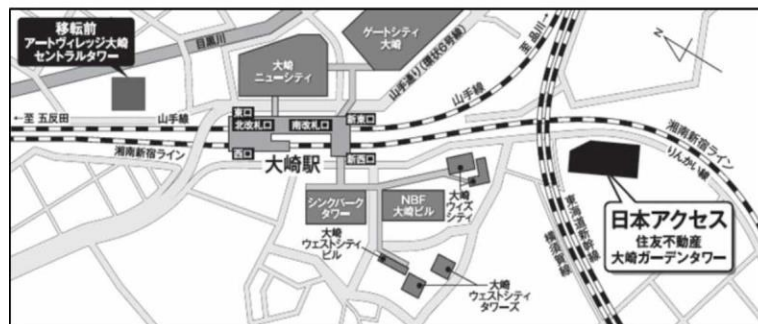 移転前
アートヴィレッジ大崎
セントラルタワー
目黒川
大崎
ニューシティ
ゲートシティ
大崎
山手通り(環状6号線)
至 品川→
山手線
N
←至 五反田
山手線
東口
北改札口
南改札口
新東口
湘南新宿ライン
西口
大崎駅
新西口
湘南新宿ライン
りんかい線
シンクパーク
タワー
NBF
大崎ビル
大崎
ウィズ
シティ
大崎
ウェストシティ
ビル
大崎
ウェストシティ
タワーズ
横須賀線
東海道新幹線
日本アクセス
住友不動産
大崎ガーデンタワー